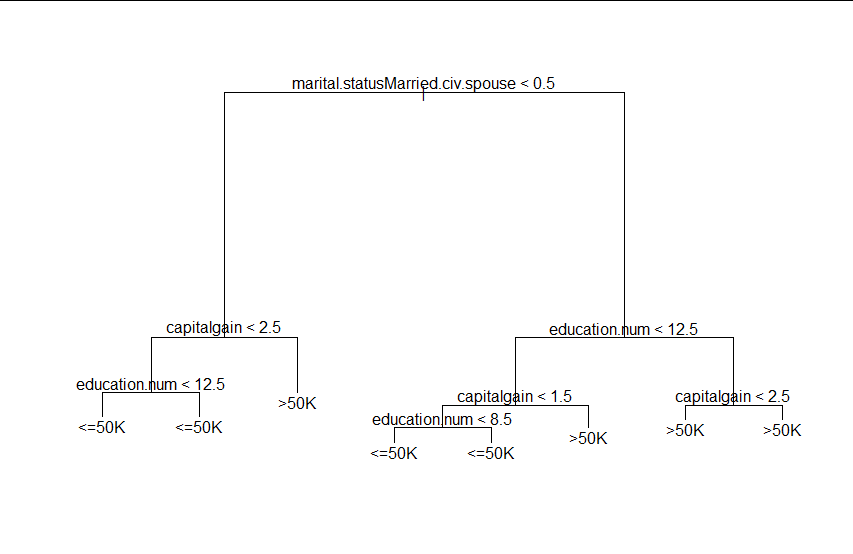 marital.statusMarried.civ.spouse < 0.5
capitalgain < 2.5
education.num < 12.5
education.num < 12.5
>50K
capitalgain < 1.5
capitalgain < 2.5
<=50K
<=50K
education.num < 8.5
>50K
>50K
>50K
<=50K
<=50K